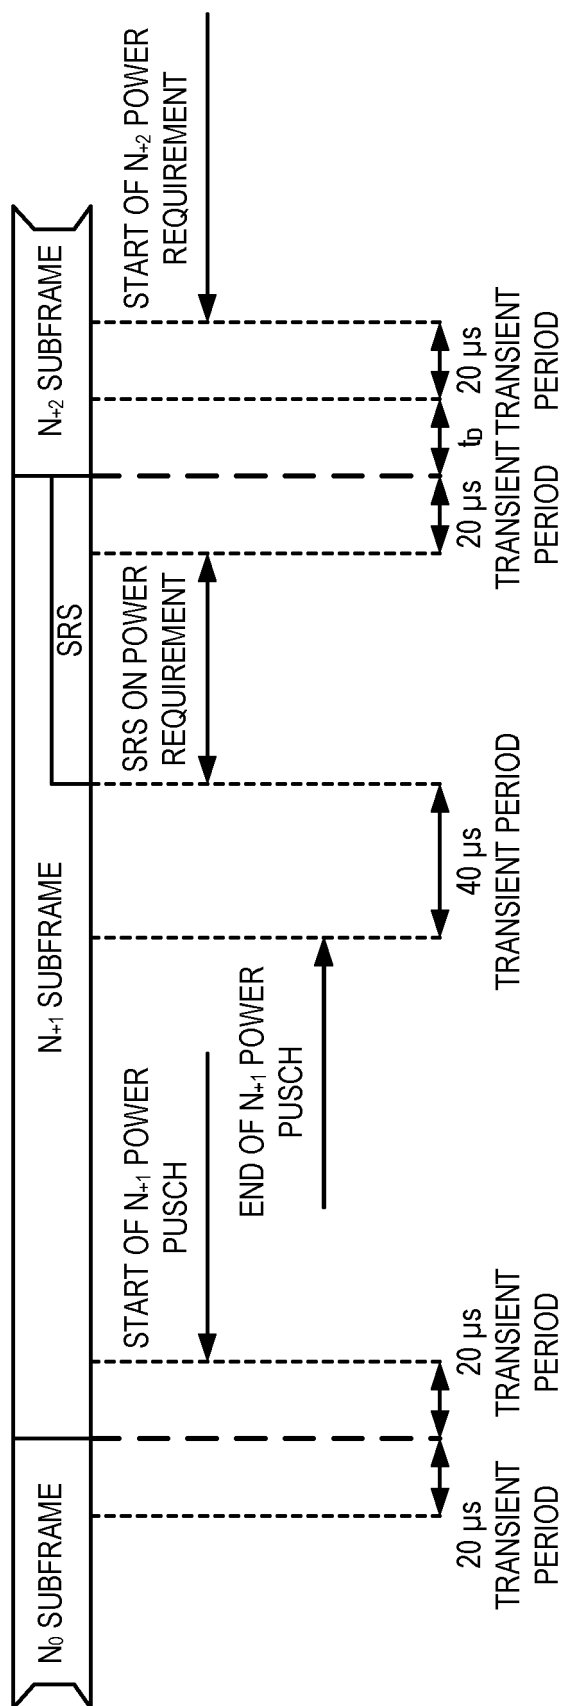 N0 SUBFRAME
N+1 SUBFRAME
SRS
N+2 SUBFRAME
START OF N+1 POWER
PUSCH
END OF N+1 POWER
PUSCH
SRS ON POWER
REQUIREMENT
START OF N+2 POWER
REQUIREMENT
20 µs
TRANSIENT
PERIOD
20 µs
TRANSIENT
PERIOD
40 µs
TRANSIENT PERIOD
20 µs
TRANSIENT
PERIOD
tD
20 µs
TRANSIENT
PERIOD